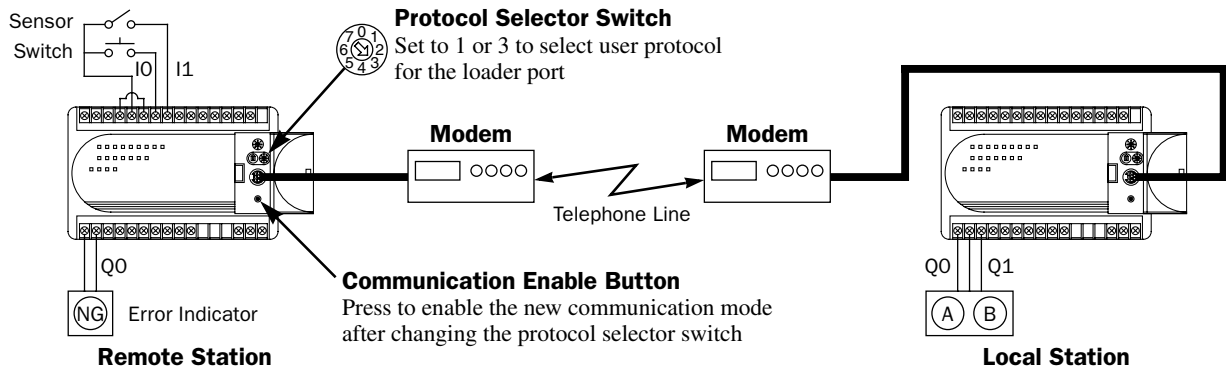 Sensor
Switch
I0
I1
7 0 1
6 2
5 4 3
Protocol Selector Switch
Set to 1 or 3 to select user protocol
for the loader port
Modem
Modem
Telephone Line
Q0
NG
Error Indicator
Remote Station
Communication Enable Button
Press to enable the new communication mode
after changing the protocol selector switch
Q0
Q1
A
B
Local Station